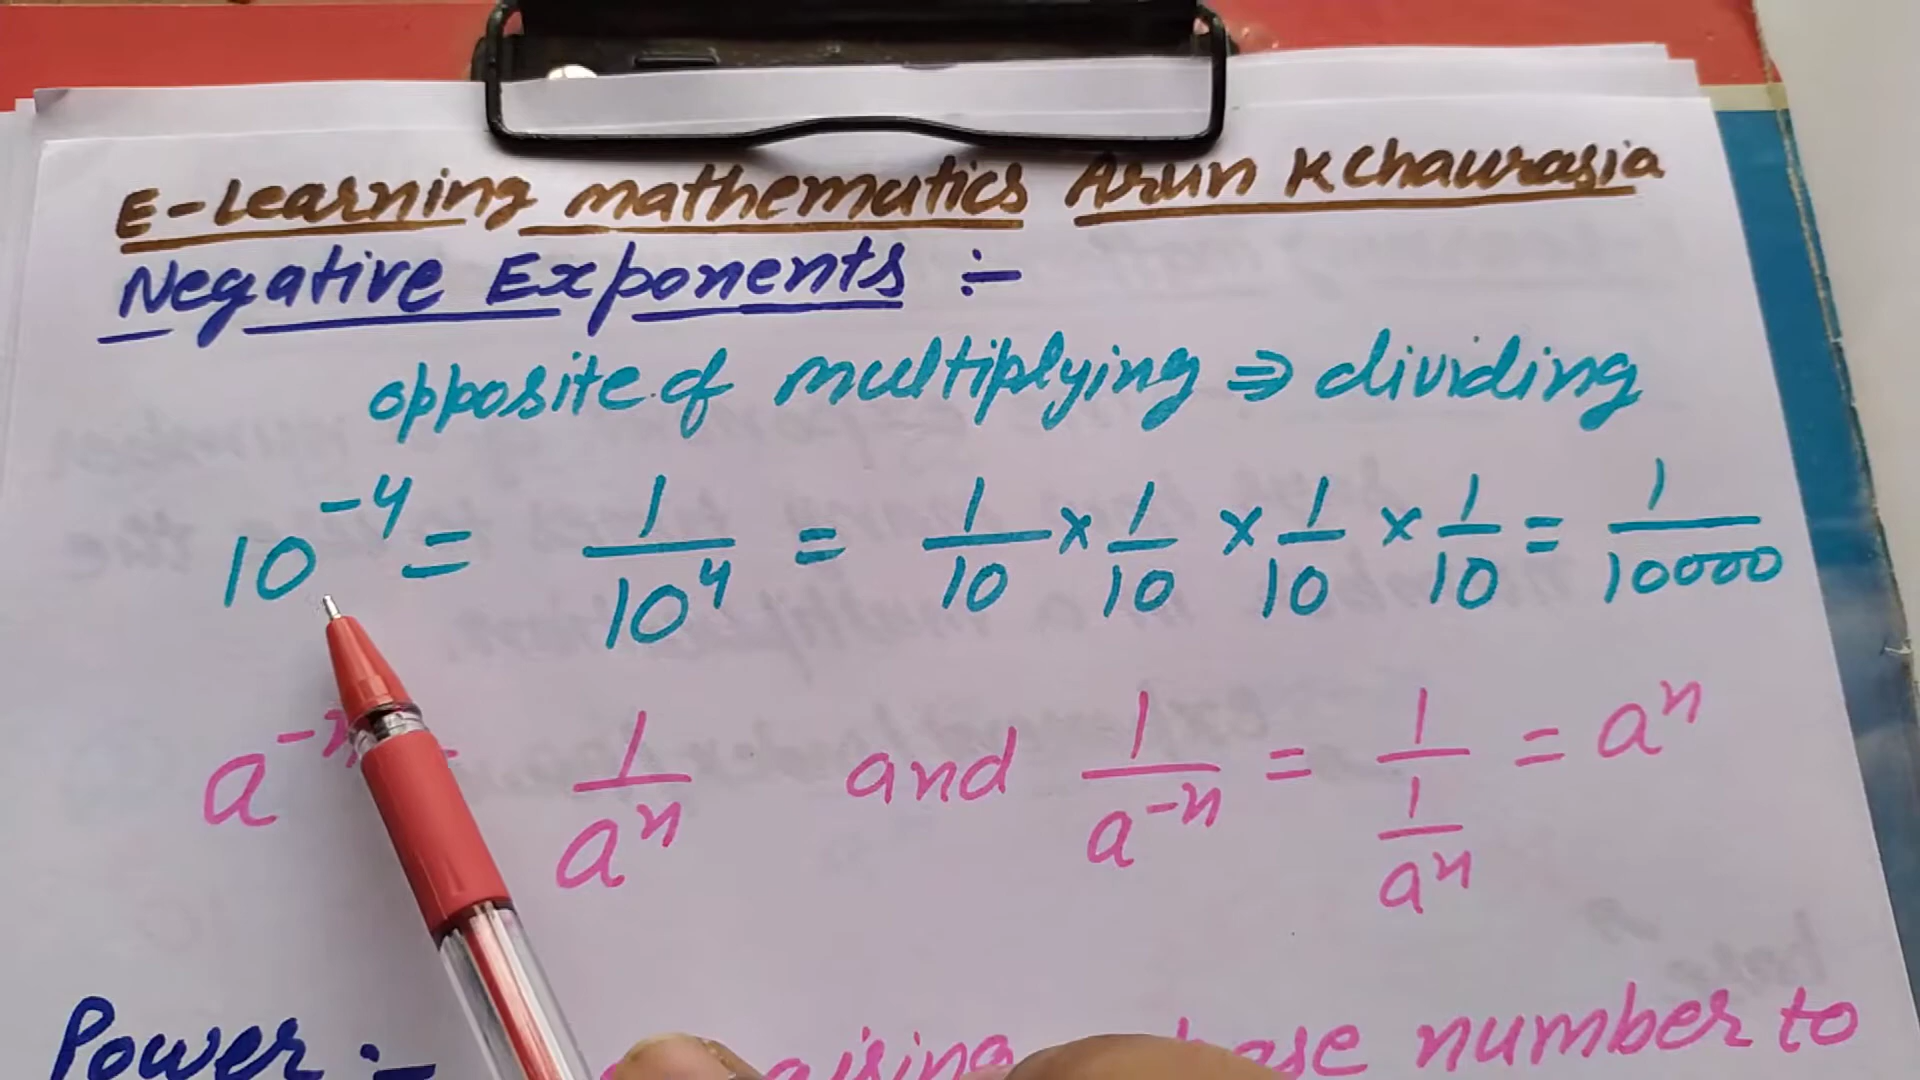 E-Learning mathematics Arun K Chaurasia
Negative Exponents :-
opposite of multiplying ⇒ dividing
10^-4 = 1/10^4 = 1/10 × 1/10 × 1/10 × 1/10 = 1/10000
a^-n = 1/a^n and 1/a^-n = 1/(1/a^n) = a^n
Power :- base number to